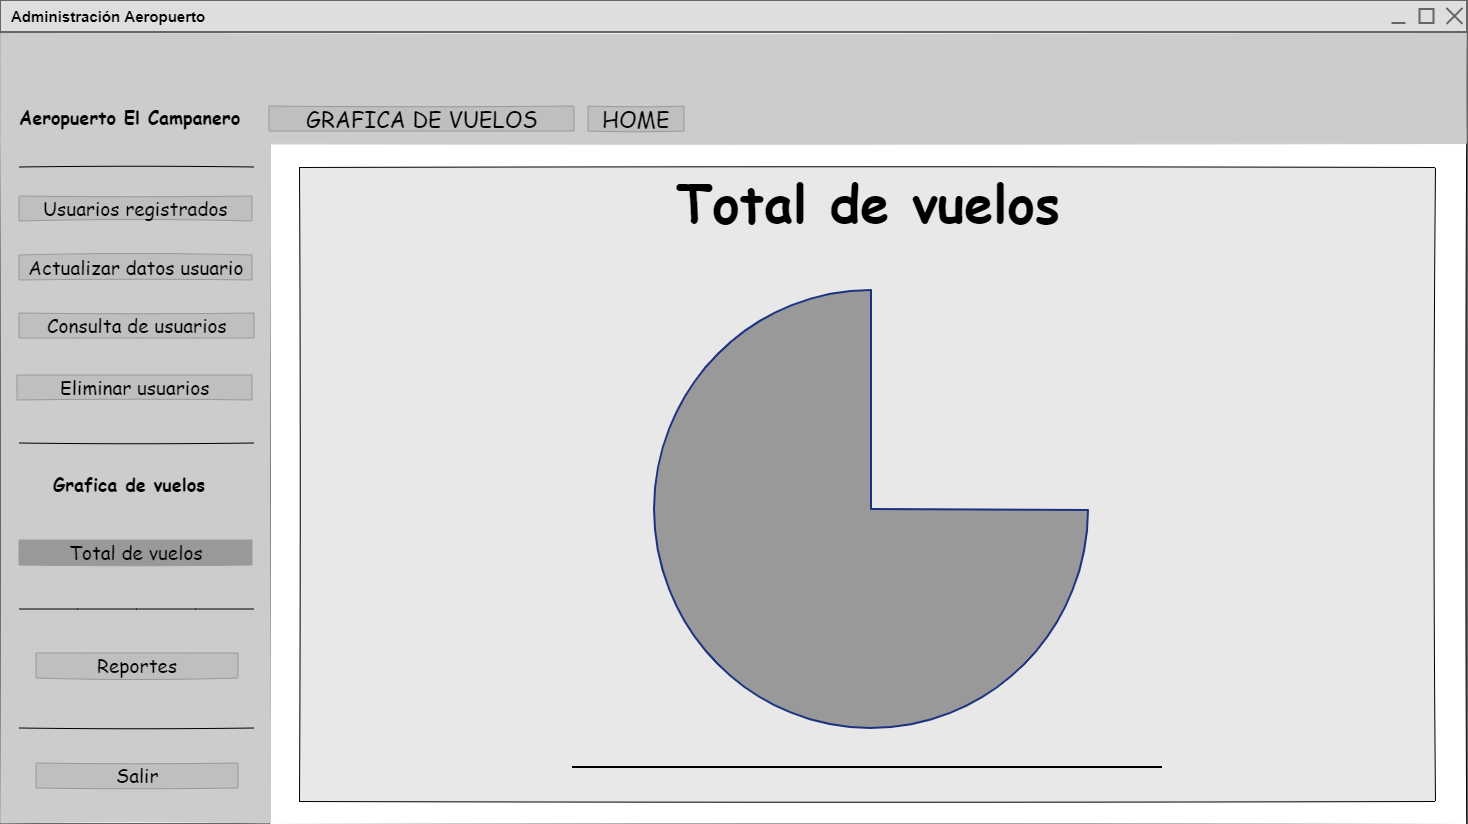 Administración Aeropuerto
Aeropuerto El Campanero
GRAFICA DE VUELOS
HOME
Usuarios registrados
Actualizar datos usuario
Consulta de usuarios
Eliminar usuarios
Grafica de vuelos
Total de vuelos
Reportes
Salir
Total de vuelos